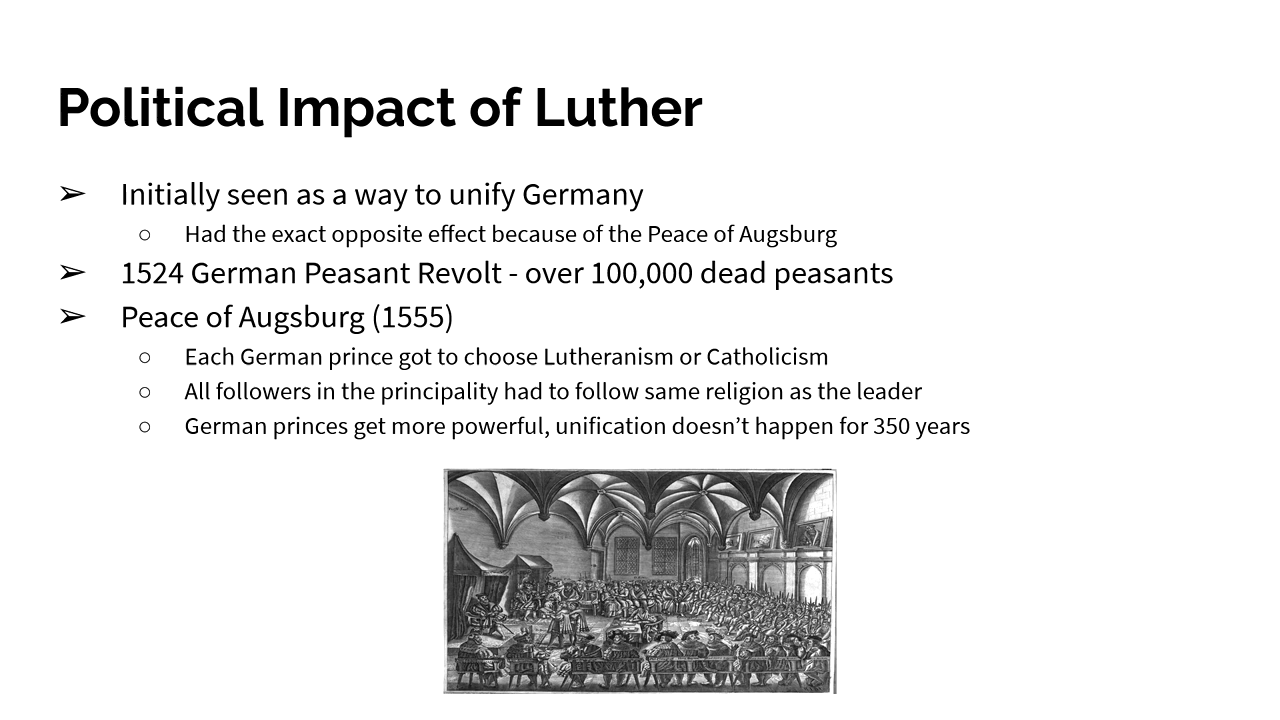 Political Impact of Luther
➢ Initially seen as a way to unify Germany
○ Had the exact opposite effect because of the Peace of Augsburg
➢ 1524 German Peasant Revolt - over 100,000 dead peasants
➢ Peace of Augsburg (1555)
○ Each German prince got to choose Lutheranism or Catholicism
○ All followers in the principality had to follow same religion as the leader
○ German princes get more powerful, unification doesn’t happen for 350 years